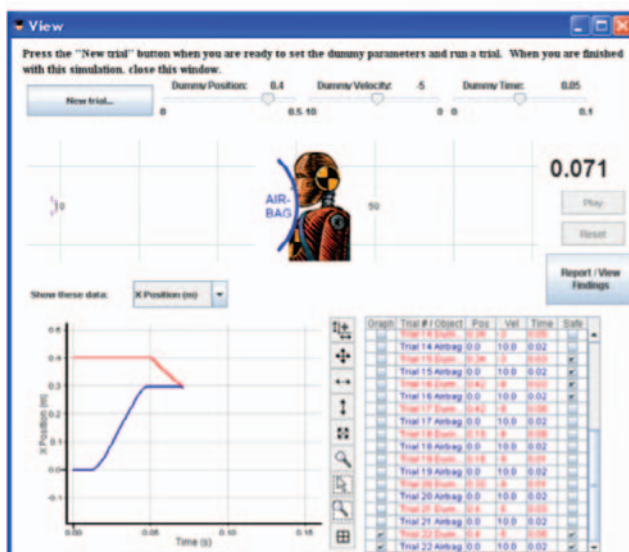 View
Press the "New trial" button when you are ready to set the dummy parameters and run a trial. When you are finished
with this simulation, close this window.
Dummy Position: 0.4 Dummy Velocity: -5 Dummy Time: 0.05
New trial...
0 0.5 -10 0 0 0.1
0.071
AIR-
BAG
0 50
Play
Reset
Report / View
Findings
Show these data: X Position (m)
Graph Trial # / Object Pos Vel Time Safe
Trial 14 Airbag 0.0 10.0 0.02
Trial 15 Airbag 0.0 10.0 0.02
Trial 16 Airbag 0.0 10.0 0.02
Trial 17 Airbag 0.0 10.0 0.02
Trial 18 Airbag 0.0 10.0 0.02
Trial 19 Airbag 0.0 10.0 0.02
Trial 20 Airbag 0.0 10.0 0.02
Trial 21 Airbag 0.0 10.0 0.02
Trial 22 Airbag 0.0 10.0 0.02
X Position (m)
0.5
0.4
0.3
0.2
0.1
0.0
-0.1
0.00 0.05 0.10 0.15
Time (s)